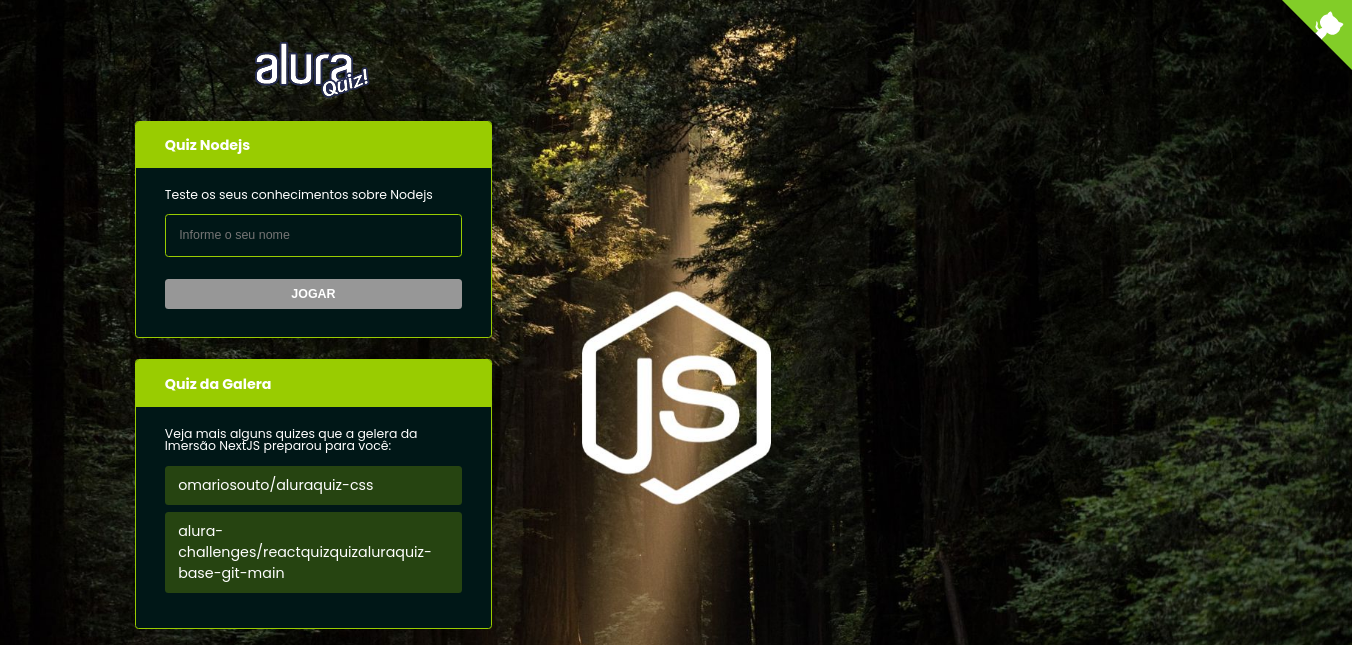 alura
Quiz!
Quiz Nodejs
Teste os seus conhecimentos sobre Nodejs
Informe o seu nome
JOGAR
JS
Quiz da Galera
Veja mais alguns quizes que a gelera da
Imersão NextJS preparou para você:
omariosouto/aluraquiz-css
alura-
challenges/reactquizquizaluraquiz-
base-git-main